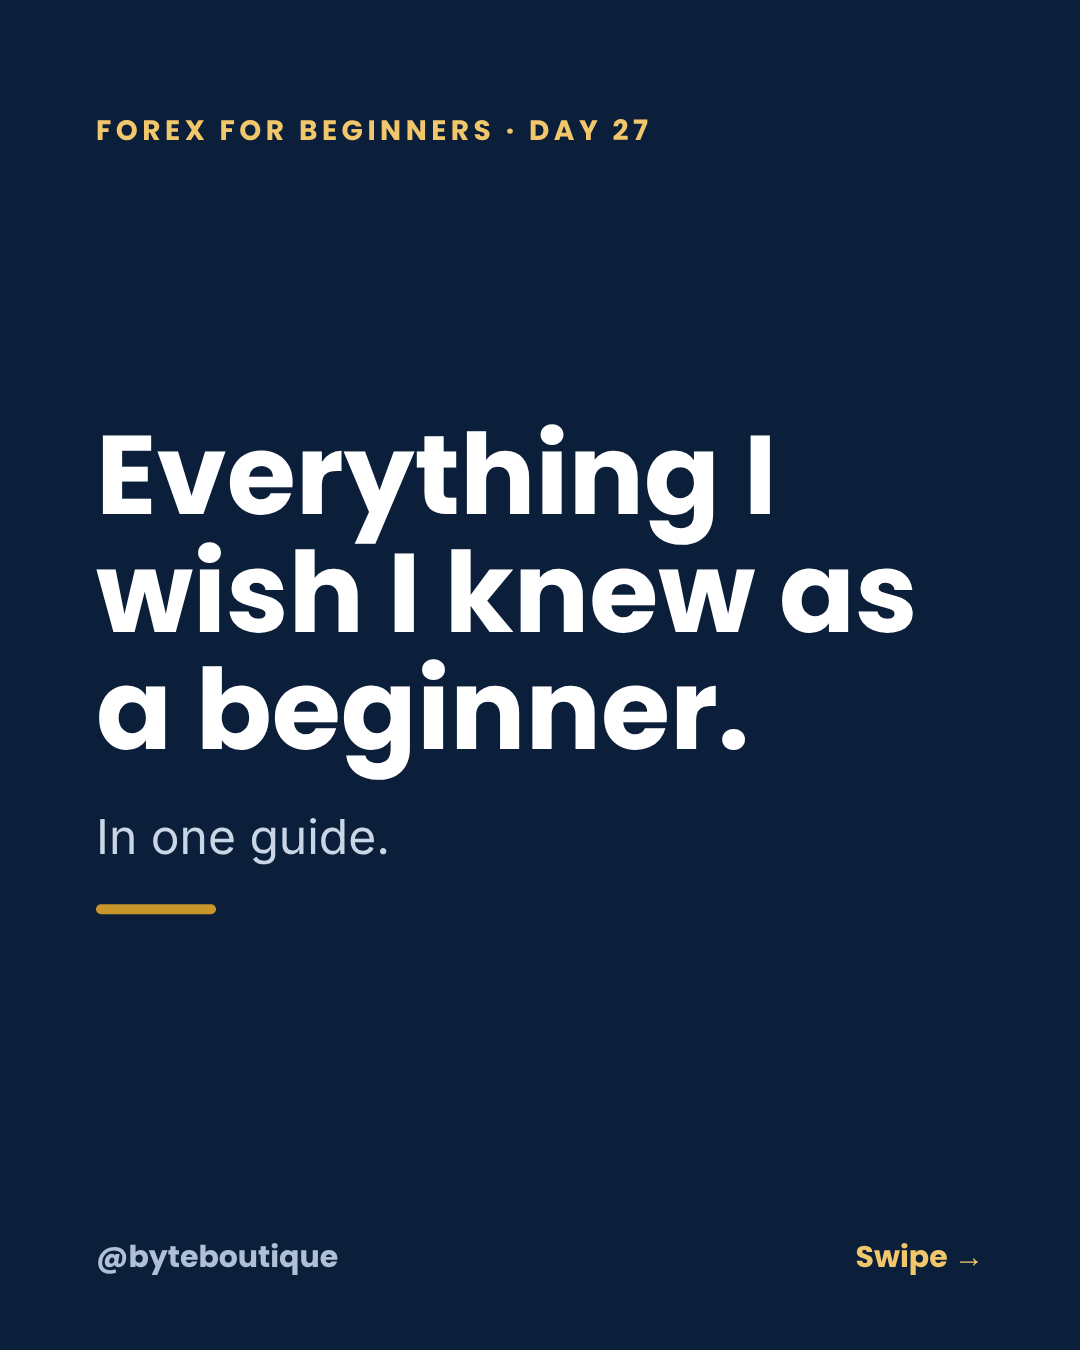 FOREX FOR BEGINNERS · DAY 27
Everything I
wish I knew as
a beginner.
In one guide.
@byteboutique
Swipe →